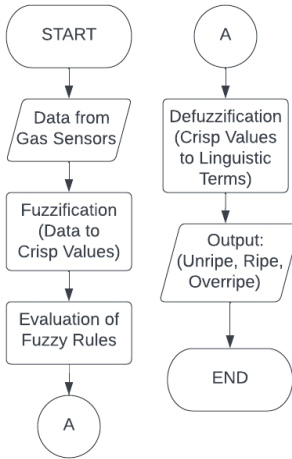 START
Data from
Gas Sensors
Fuzzification
(Data to
Crisp Values)
Evaluation of
Fuzzy Rules
A
A
Defuzzification
(Crisp Values
to Linguistic
Terms)
Output:
(Unripe, Ripe,
Overripe)
END